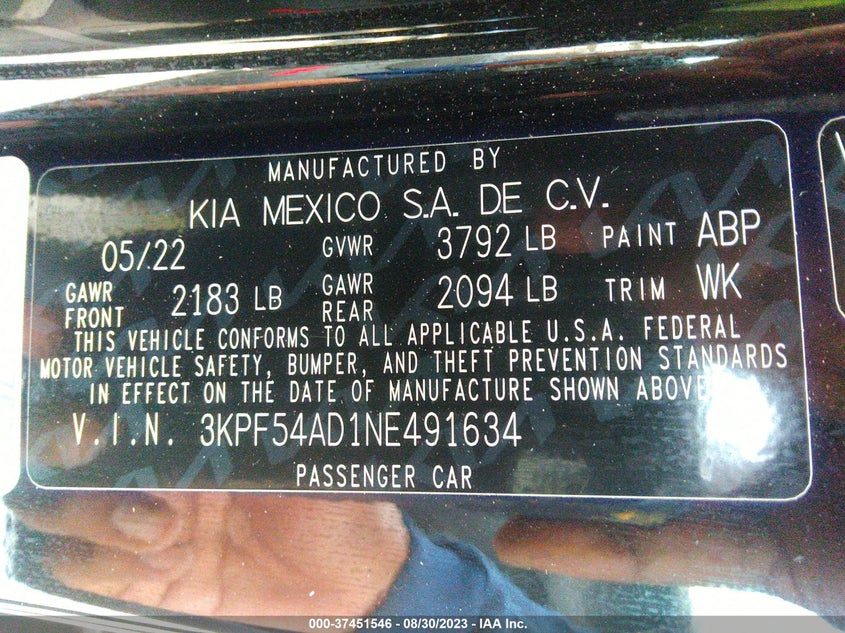 MANUFACTURED BY
KIA MEXICO S.A. DE C.V.
05/22 GVWR 3792 LB PAINT ABP
GAWR FRONT 2183 LB GAWR REAR 2094 LB TRIM WK
THIS VEHICLE CONFORMS TO ALL APPLICABLE U.S.A. FEDERAL
MOTOR VEHICLE SAFETY, BUMPER, AND THEFT PREVENTION STANDARDS
IN EFFECT ON THE DATE OF MANUFACTURE SHOWN ABOVE
V.I.N. 3KPF54AD1NE491634
PASSENGER CAR
000-37451546 - 08/30/2023 - IAA Inc.